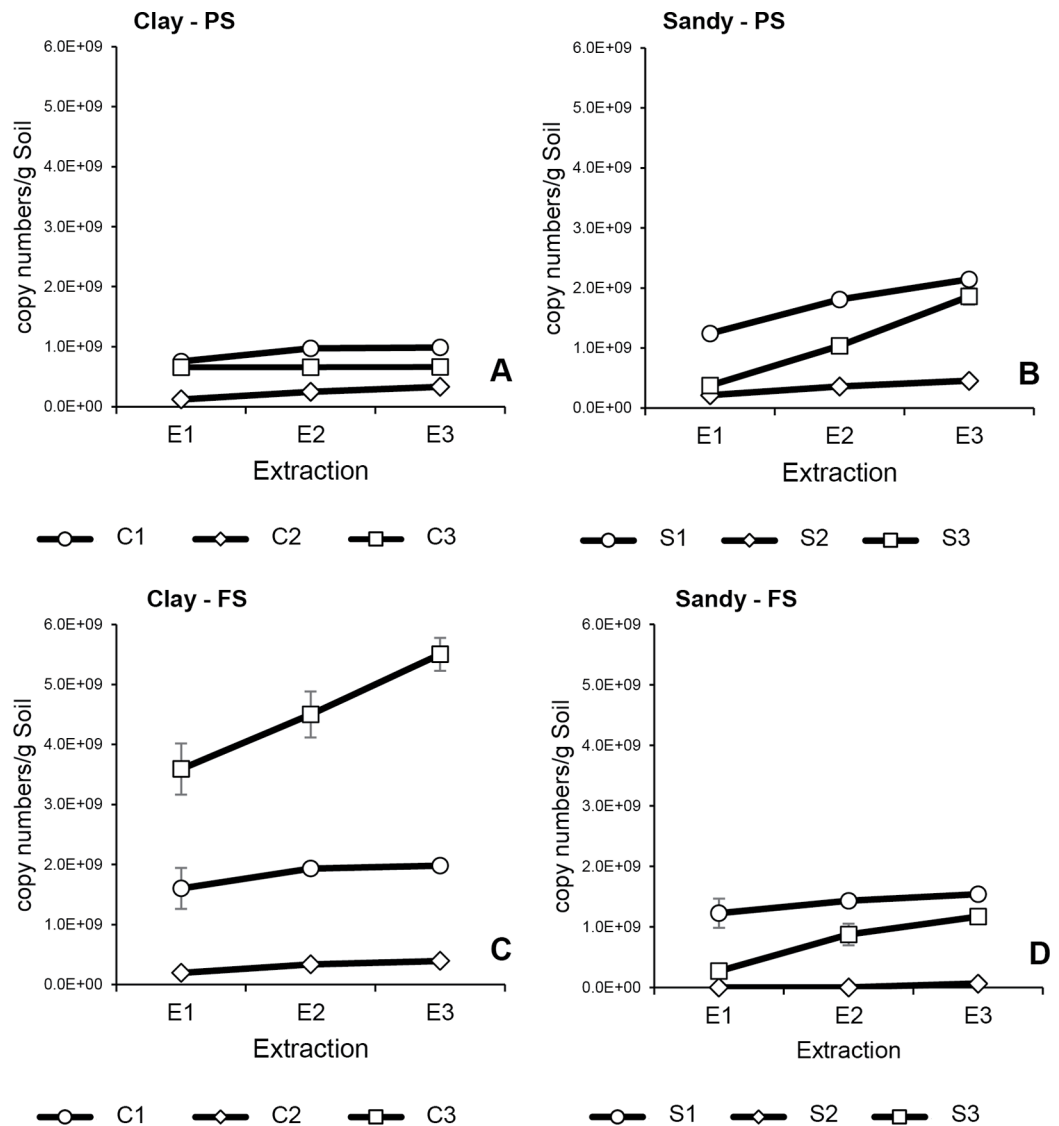 Clay - PS
copy numbers/g Soil
6.0E+09
5.0E+09
4.0E+09
3.0E+09
2.0E+09
1.0E+09
0.0E+00
A
E1 E2 E3
Extraction
C1 C2 C3
Sandy - PS
copy numbers/g Soil
6.0E+09
5.0E+09
4.0E+09
3.0E+09
2.0E+09
1.0E+09
0.0E+00
B
E1 E2 E3
Extraction
S1 S2 S3
Clay - FS
copy numbers/g Soil
6.0E+09
5.0E+09
4.0E+09
3.0E+09
2.0E+09
1.0E+09
0.0E+00
C
E1 E2 E3
Extraction
C1 C2 C3
Sandy - FS
copy numbers/g Soil
6.0E+09
5.0E+09
4.0E+09
3.0E+09
2.0E+09
1.0E+09
0.0E+00
D
E1 E2 E3
Extraction
S1 S2 S3